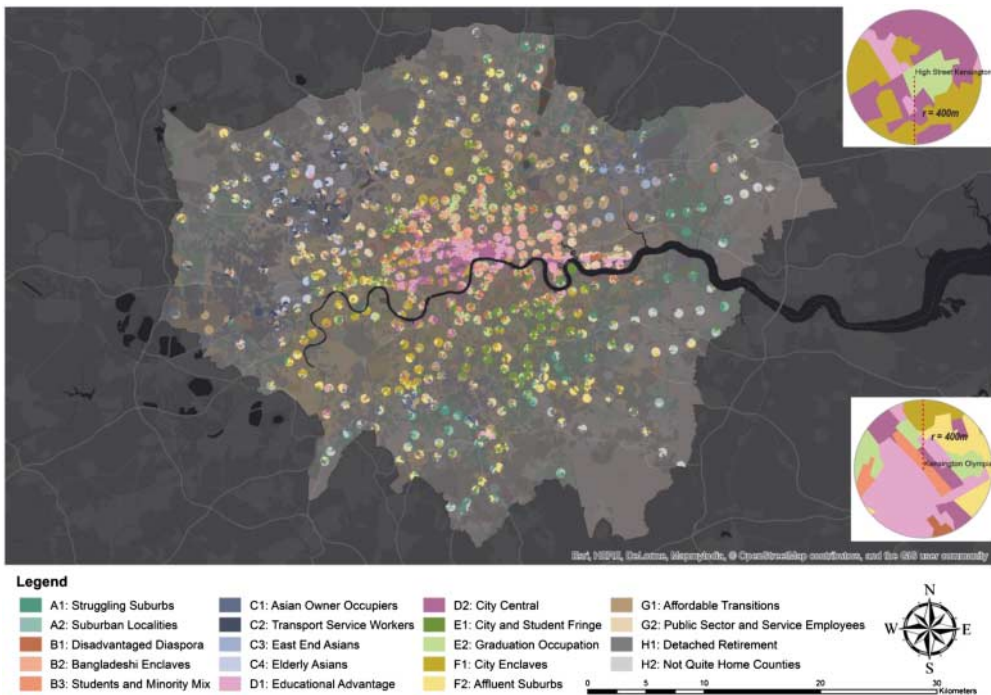 High Street Kensington
r = 400m
r = 400m
Kensington Olympia
Esri, HERE, DeLorme, MapmyIndia, © OpenStreetMap contributors, and the GIS user community
Legend
A1: Struggling Suburbs
A2: Suburban Localities
B1: Disadvantaged Diaspora
B2: Bangladeshi Enclaves
B3: Students and Minority Mix
C1: Asian Owner Occupiers
C2: Transport Service Workers
C3: East End Asians
C4: Elderly Asians
D1: Educational Advantage
D2: City Central
E1: City and Student Fringe
E2: Graduation Occupation
F1: City Enclaves
F2: Affluent Suburbs
G1: Affordable Transitions
G2: Public Sector and Service Employees
H1: Detached Retirement
H2: Not Quite Home Counties
N
W E
S
0 5 10 20 30
Kilometers